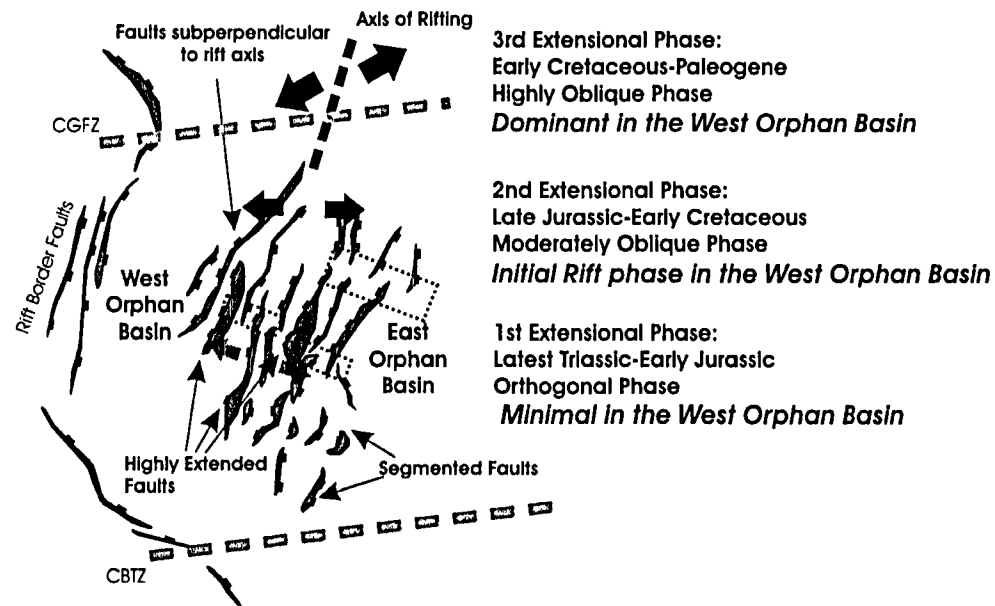 Axis of Rifting
Faults subperpendicular
to rift axis
CGFZ
Rift Border Faults
West
Orphan
Basin
East
Orphan
Basin
Highly Extended
Faults
Segmented Faults
CBTZ
3rd Extensional Phase:
Early Cretaceous-Paleogene
Highly Oblique Phase
Dominant in the West Orphan Basin
2nd Extensional Phase:
Late Jurassic-Early Cretaceous
Moderately Oblique Phase
Initial Rift phase in the West Orphan Basin
1st Extensional Phase:
Latest Triassic-Early Jurassic
Orthogonal Phase
Minimal in the West Orphan Basin